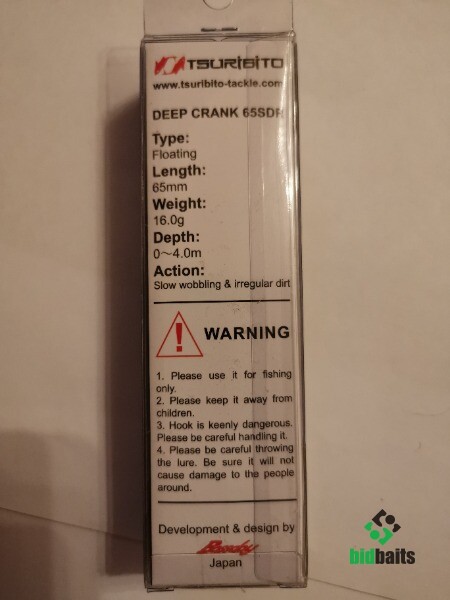 TSURIBITO
www.tsuribito-tackle.com
DEEP CRANK 65SDR
Type:
Floating
Length:
65mm
Weight:
16.0g
Depth:
0～4.0m
Action:
Slow wobbling & irregular dirt
WARNING
1. Please use it for fishing
only.
2. Please keep it away from
children.
3. Hook is keenly dangerous.
Please be careful handling it.
4. Please be careful throwing
the lure. Be sure it will not
cause damage to the people
around.
Development & design by
Japan
bidbaits